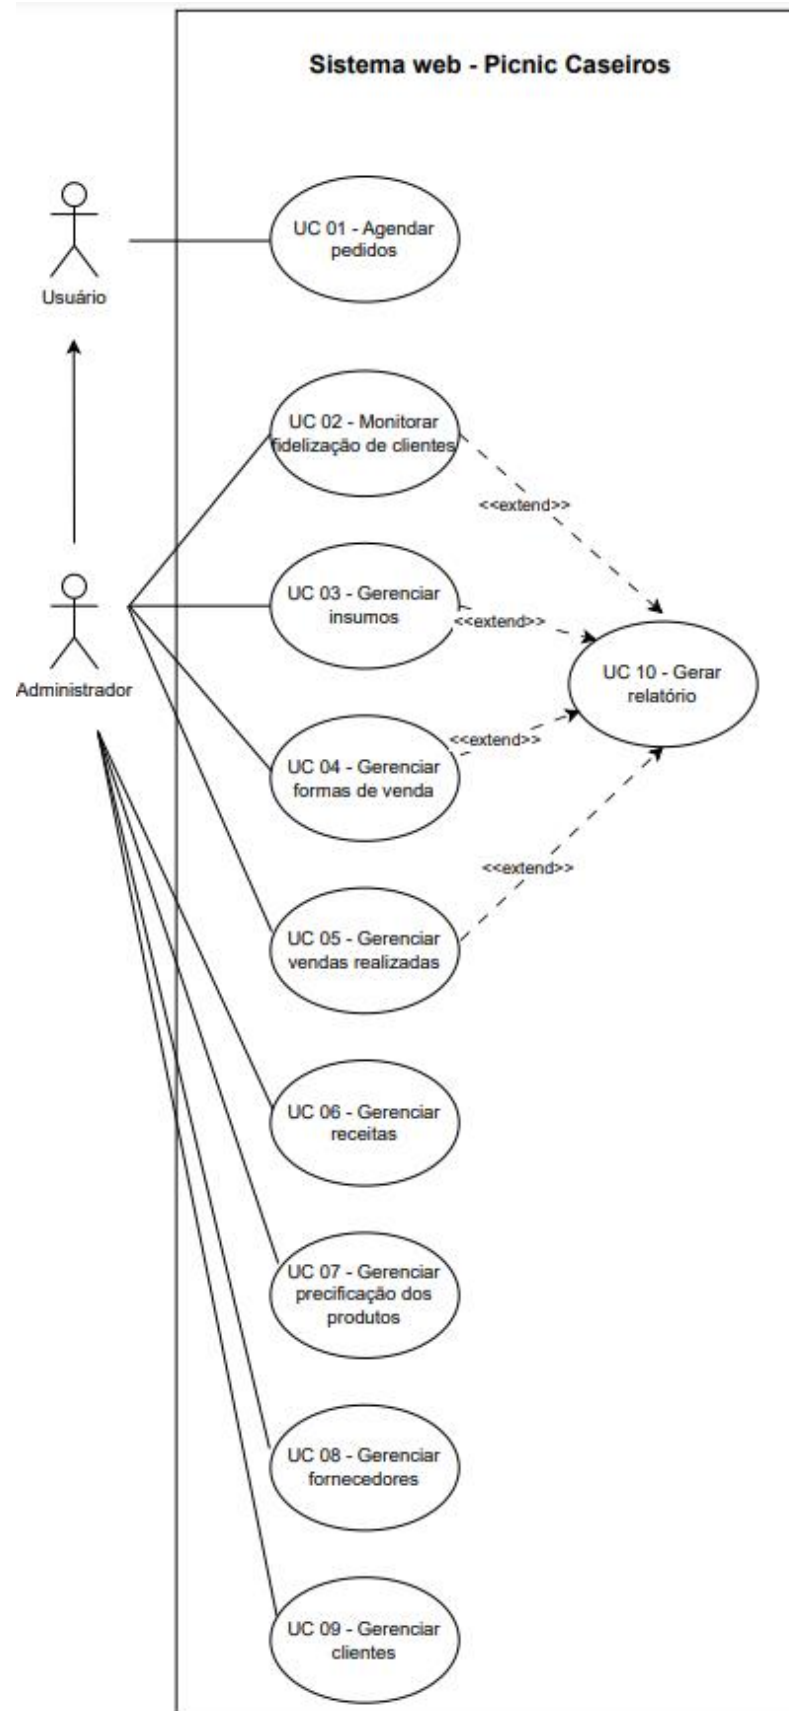 Sistema web - Picnic Caseiros
UC 01 - Agendar
pedidos
Usuário
UC 02 - Monitorar
fidelização de clientes
<<extend>>
UC 03 - Gerenciar
insumos
<<extend>>
UC 10 - Gerar
relatório
Administrador
UC 04 - Gerenciar
formas de venda
<<extend>>
<<extend>>
UC 05 - Gerenciar
vendas realizadas
UC 06 - Gerenciar
receitas
UC 07 - Gerenciar
precificação dos
produtos
UC 08 - Gerenciar
fornecedores
UC 09 - Gerenciar
clientes